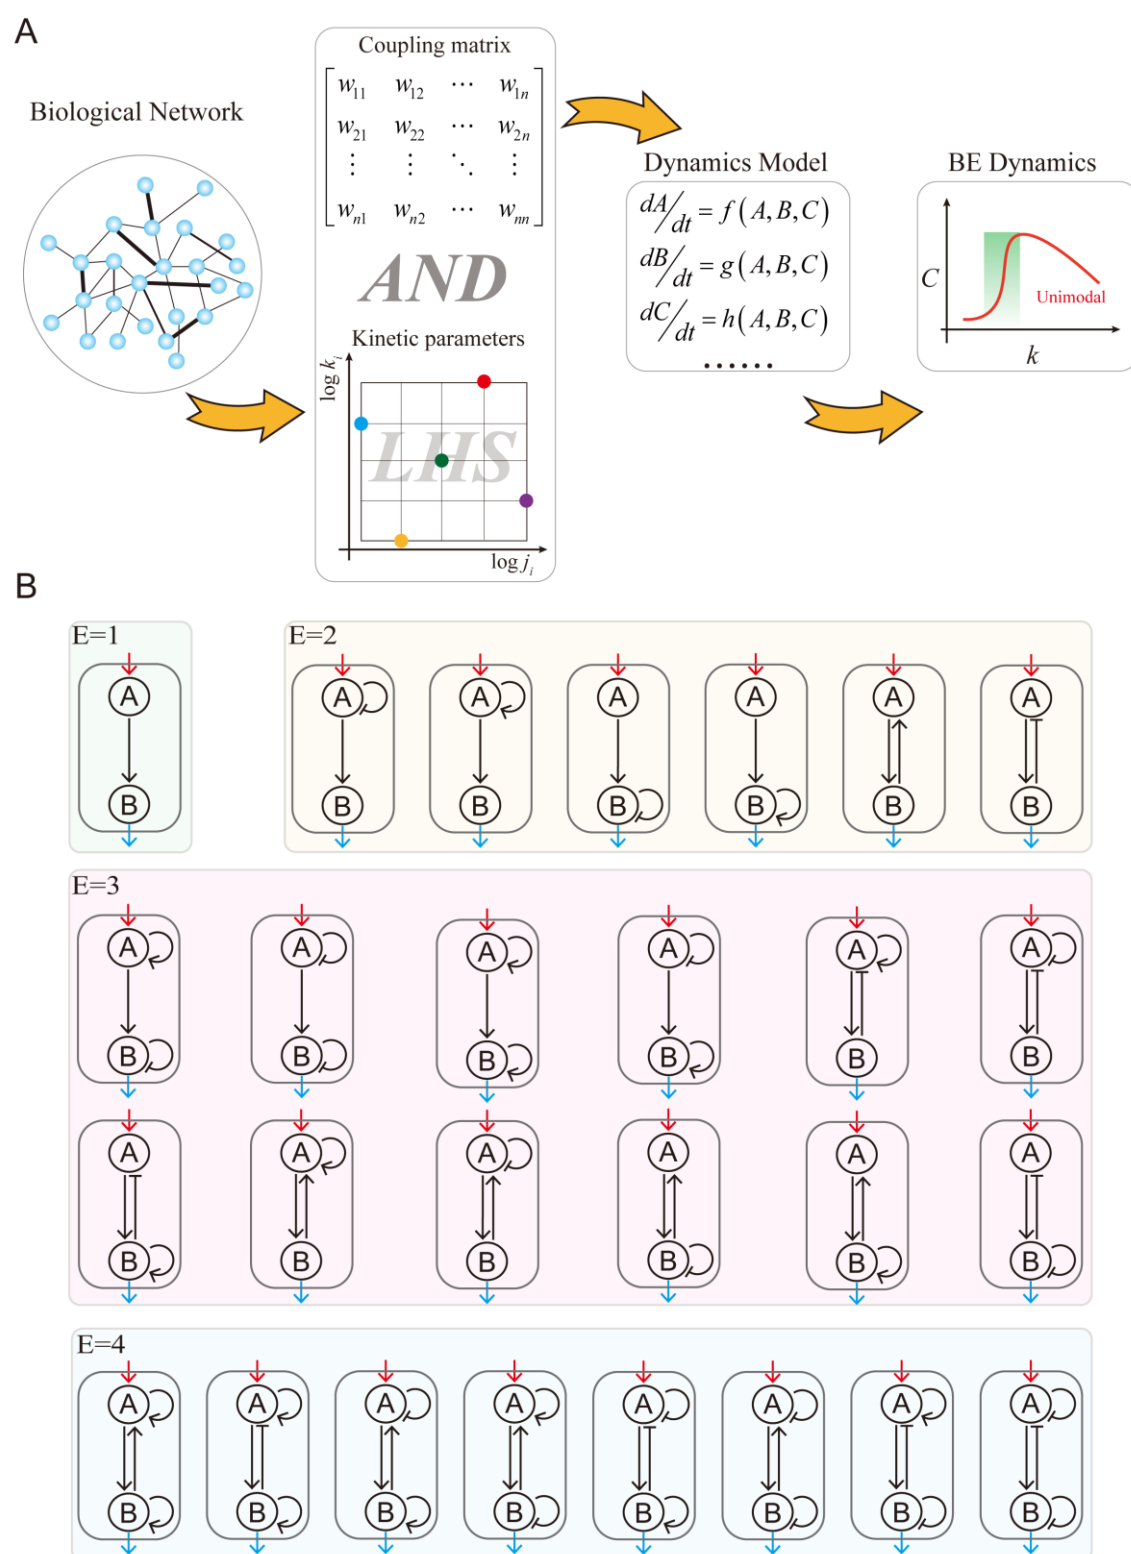 A
Biological Network
Coupling matrix
w11 w12 ⋯ w1n
w21 w22 ⋯ w2n
⋮ ⋮ ⋱ ⋮
wn1 wn2 ⋯ wnn
AND
Kinetic parameters
log ki
LHS
log ji
Dynamics Model
dA/dt = f(A, B, C)
dB/dt = g(A, B, C)
dC/dt = h(A, B, C)
......
BE Dynamics
C
Unimodal
k
B
E=1
A
B
E=2
A A A A A A
B B B B B B
E=3
A A A A A A
B B B B B B
A A A A A A
B B B B B B
E=4
A A A A A A A A
B B B B B B B B